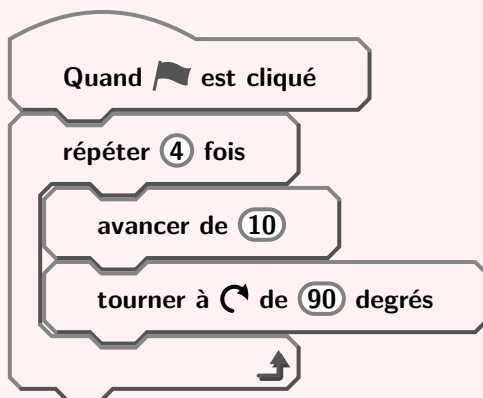 Quand est cliqué
répéter 4 fois
avancer de 10
tourner à de 90 degrés